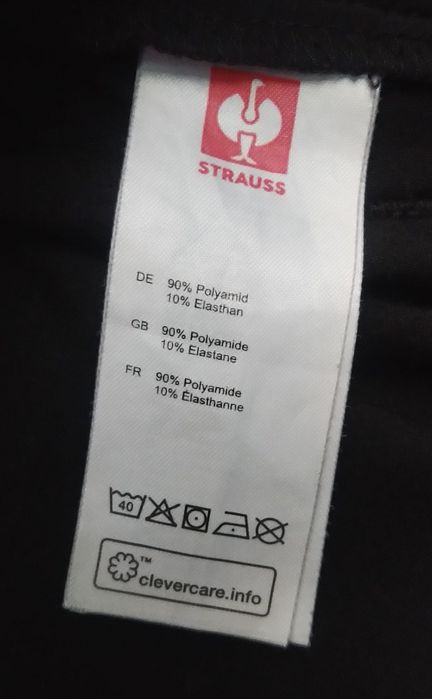 STRAUSS
DE 90% Polyamid
10% Elasthan
GB 90% Polyamide
10% Elastane
FR 90% Polyamide
10% Élasthanne
40
™
clevercare.info